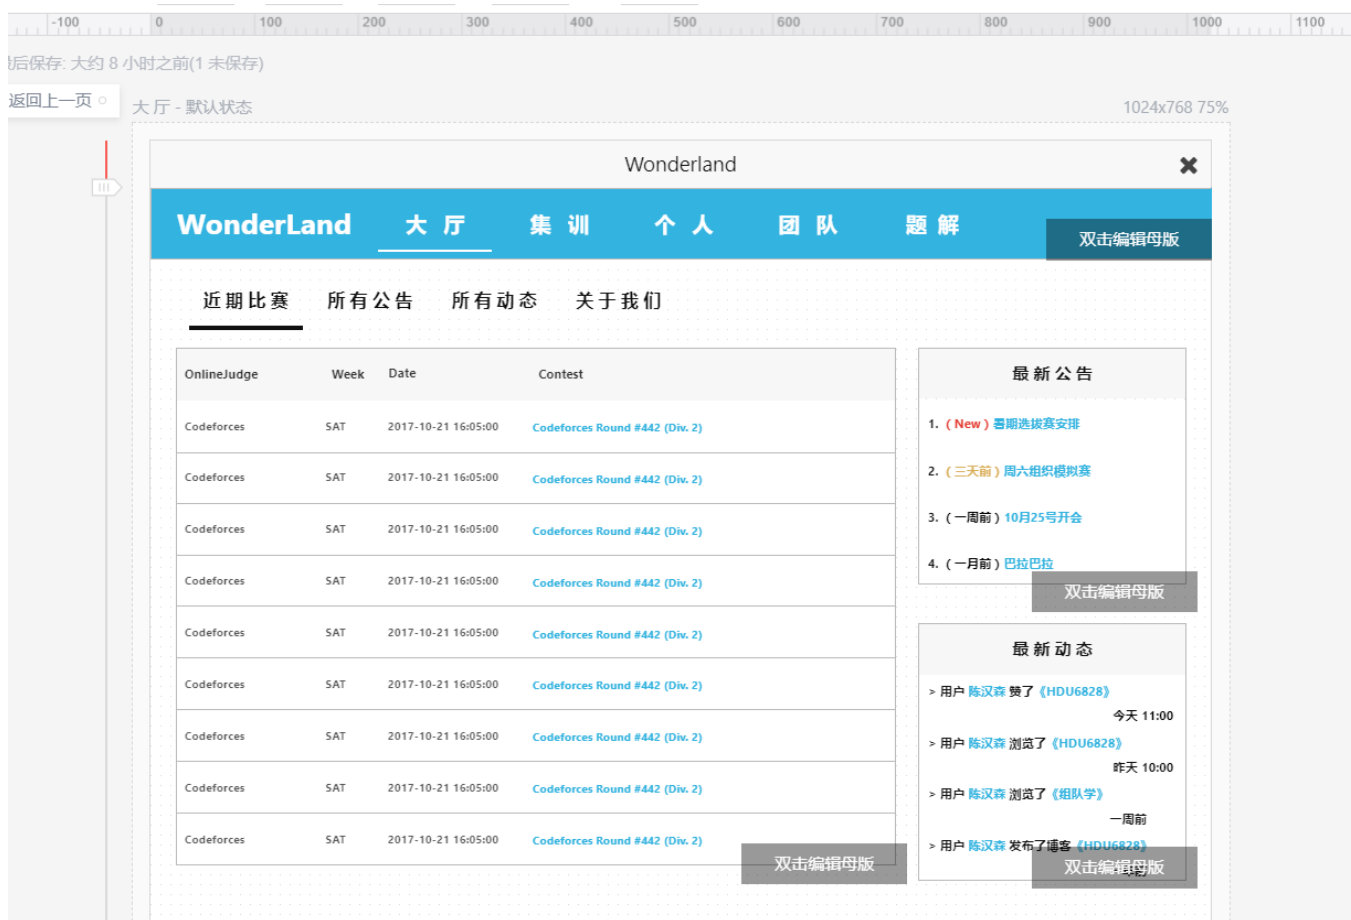 -100 0 100 200 300 400 500 600 700 800 900 1000 1100
后保存: 大约 8 小时之前(1 未保存)
返回上一页
大 厅 - 默认状态
1024x768 75%
Wonderland
WonderLand 大 厅 集 训 个 人 团 队 题 解
双击编辑母版
近期比赛 所有公告 所有动态 关于我们
OnlineJudge Week Date Contest
Codeforces SAT 2017-10-21 16:05:00 Codeforces Round #442 (Div. 2)
Codeforces SAT 2017-10-21 16:05:00 Codeforces Round #442 (Div. 2)
Codeforces SAT 2017-10-21 16:05:00 Codeforces Round #442 (Div. 2)
Codeforces SAT 2017-10-21 16:05:00 Codeforces Round #442 (Div. 2)
Codeforces SAT 2017-10-21 16:05:00 Codeforces Round #442 (Div. 2)
Codeforces SAT 2017-10-21 16:05:00 Codeforces Round #442 (Div. 2)
Codeforces SAT 2017-10-21 16:05:00 Codeforces Round #442 (Div. 2)
Codeforces SAT 2017-10-21 16:05:00 Codeforces Round #442 (Div. 2)
Codeforces SAT 2017-10-21 16:05:00 Codeforces Round #442 (Div. 2)
双击编辑母版
最新公告
1. ( New ) 暑期选拔赛安排
2. ( 三天前 ) 周六组织模拟赛
3. ( 一周前 ) 10月25号开会
4. ( 一月前 ) 巴拉巴拉
双击编辑母版
最新动态
> 用户 陈汉森 赞了《HDU6828》
今天 11:00
> 用户 陈汉森 浏览了《HDU6828》
昨天 10:00
> 用户 陈汉森 浏览了《组队学》
一周前
> 用户 陈汉森 发布了博客《HDU6828》
双击编辑母版